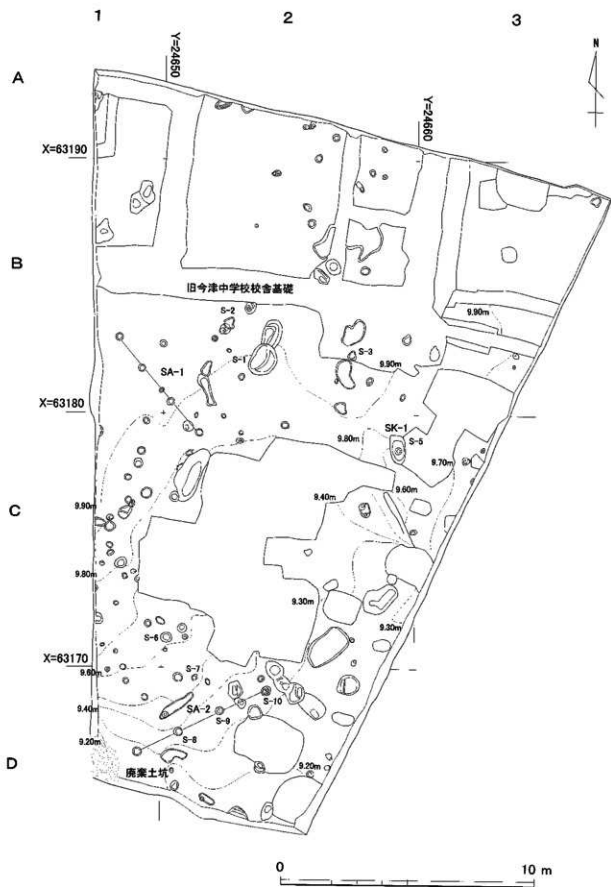 1
2
3
Y=24650
N
A
Y=24660
X=63190
B
旧今津中学校校舎基礎
9.90m
S-2
S-1
S-3
SA-1
9.90m
X=63180
SK-1
9.80m
S-5
9.70m
9.60m
9.40m
9.90m
C
9.80m
9.30m
9.30m
S-6
X=63170
9.60m
S-7
S-10
SA-2
9.40m
S-9
S-8
9.20m
9.20m
D
廃棄土坑
0
10 m